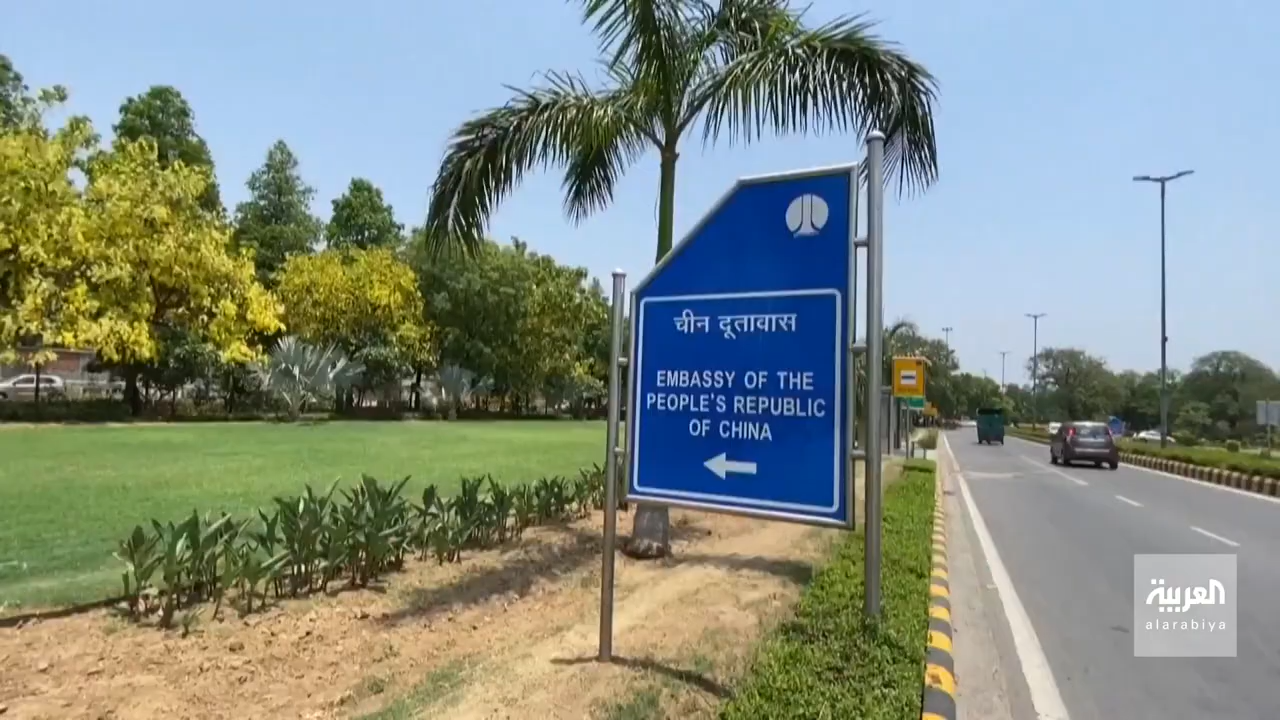 चीन दूतावास
EMBASSY OF THE
PEOPLE'S REPUBLIC
OF CHINA
العربية
alarabiya